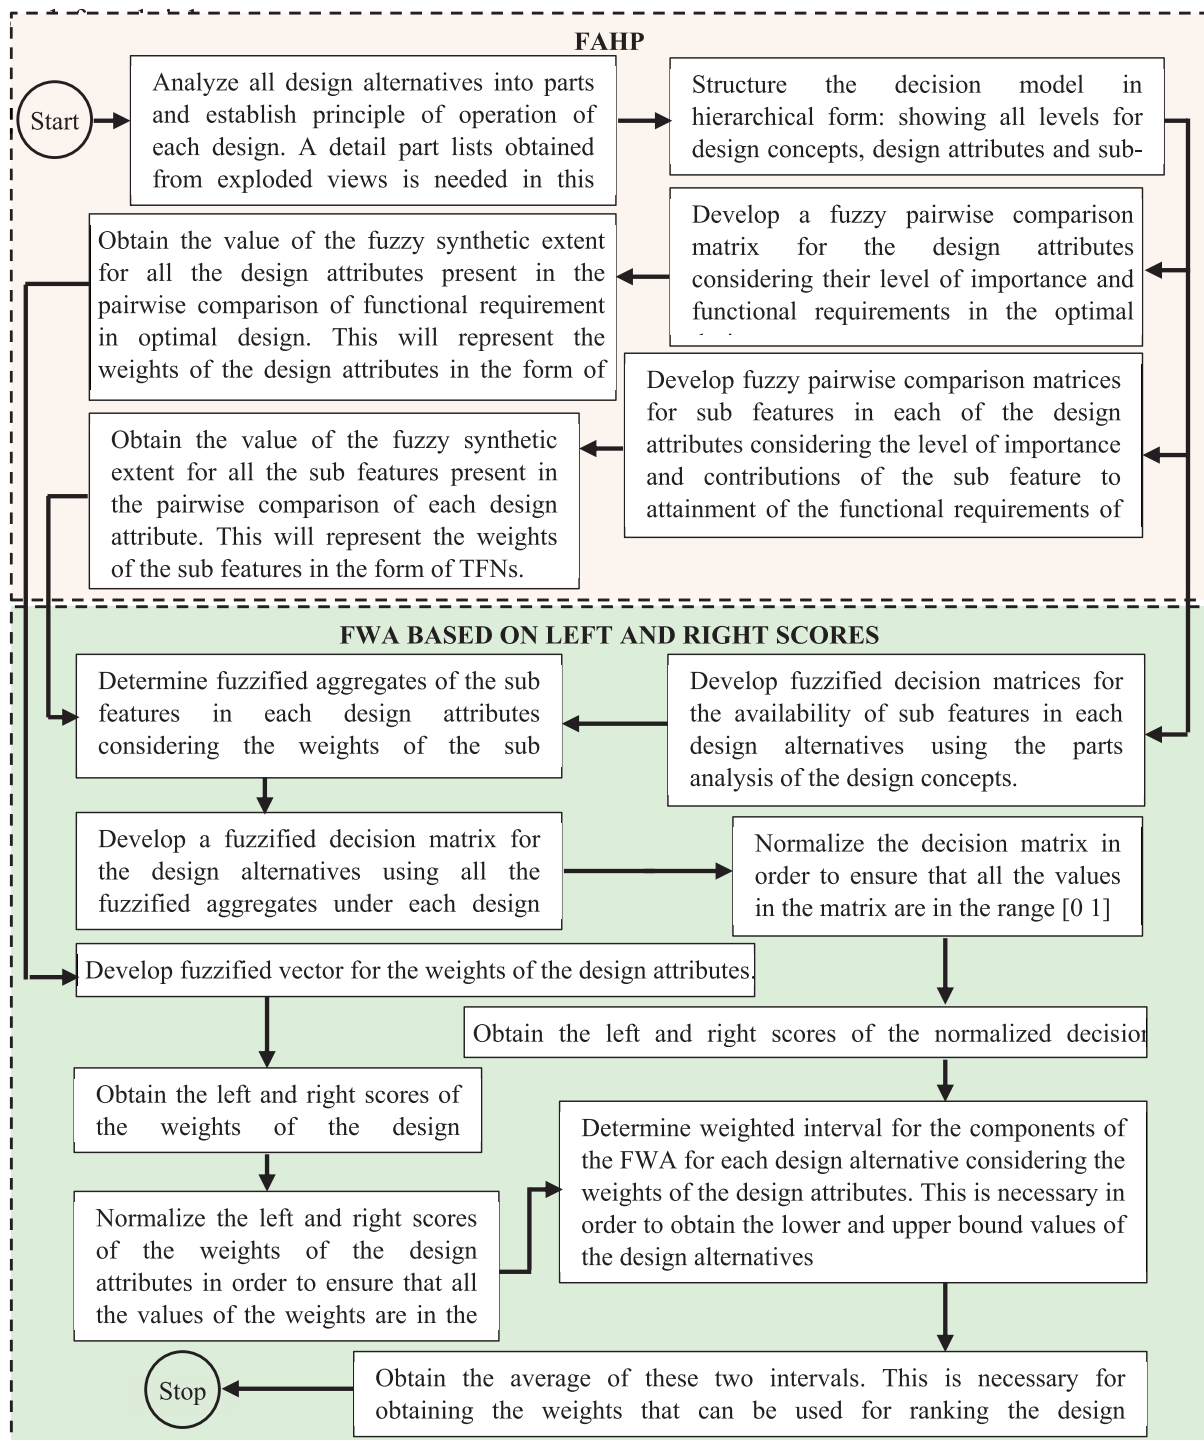 FAHP
Start
Analyze all design alternatives into parts
and establish principle of operation of
each design. A detail part lists obtained
from exploded views is needed in this
Structure the decision model in
hierarchical form: showing all levels for
design concepts, design attributes and sub-
Develop a fuzzy pairwise comparison
matrix for the design attributes
considering their level of importance and
functional requirements in the optimal
Obtain the value of the fuzzy synthetic extent
for all the design attributes present in the
pairwise comparison of functional requirement
in optimal design. This will represent the
weights of the design attributes in the form of
Develop fuzzy pairwise comparison matrices
for sub features in each of the design
attributes considering the level of importance
and contributions of the sub feature to
attainment of the functional requirements of
Obtain the value of the fuzzy synthetic
extent for all the sub features present in
the pairwise comparison of each design
attribute. This will represent the weights
of the sub features in the form of TFNs.
FWA BASED ON LEFT AND RIGHT SCORES
Determine fuzzified aggregates of the sub
features in each design attributes
considering the weights of the sub
Develop fuzzified decision matrices for
the availability of sub features in each
design alternatives using the parts
analysis of the design concepts.
Develop a fuzzified decision matrix for
the design alternatives using all the
fuzzified aggregates under each design
Normalize the decision matrix in
order to ensure that all the values
in the matrix are in the range [0 1]
Develop fuzzified vector for the weights of the design attributes.
Obtain the left and right scores of the normalized decision
Obtain the left and right scores of
the weights of the design
Determine weighted interval for the components of
the FWA for each design alternative considering the
weights of the design attributes. This is necessary in
order to obtain the lower and upper bound values of
the design alternatives
Normalize the left and right scores
of the weights of the design
attributes in order to ensure that all
the values of the weights are in the
Obtain the average of these two intervals. This is necessary for
obtaining the weights that can be used for ranking the design
Stop